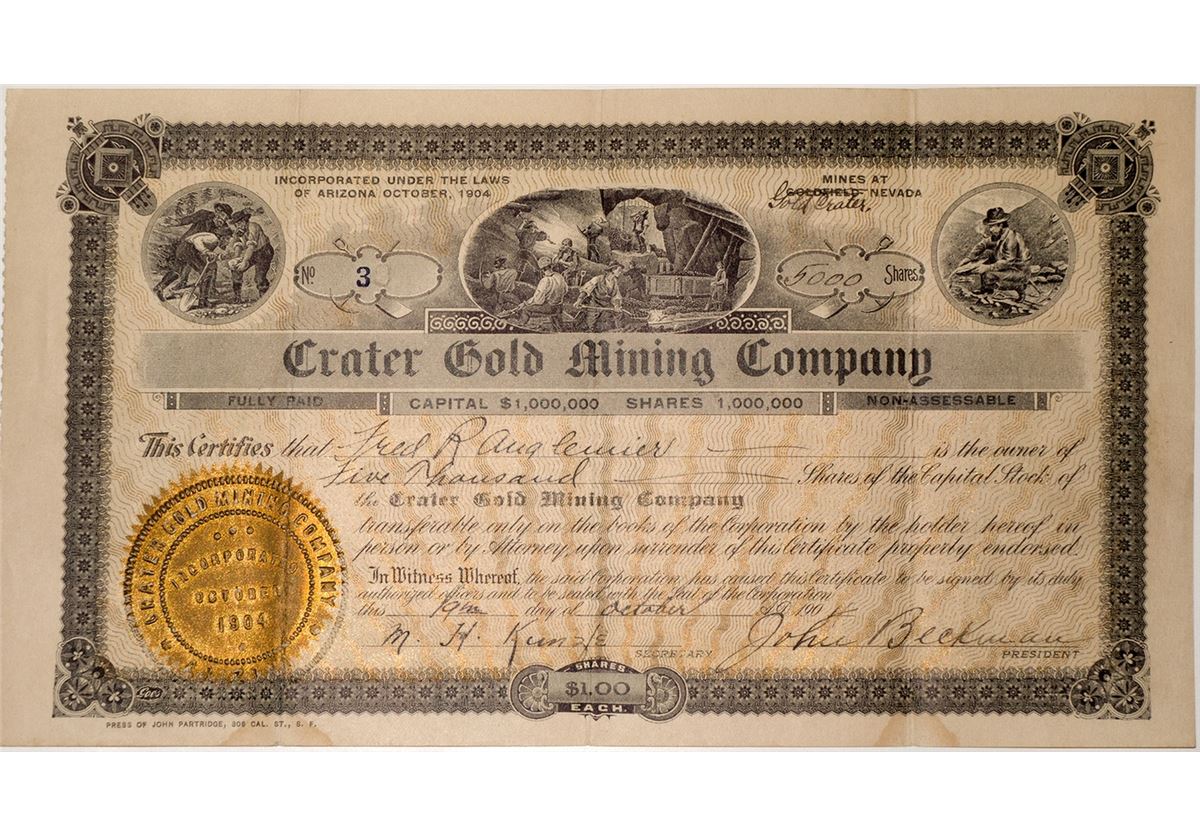 INCORPORATED UNDER THE LAWS
OF ARIZONA OCTOBER, 1904
MINES AT
GOLDFIELD NEVADA
Gold Crater
No 3
5000 Shares
Crater Gold Mining Company
FULLY PAID
CAPITAL $1,000,000 SHARES 1,000,000
NON-ASSESSABLE
This Certifies that Fred R is the owner of
Five Thousand Shares of the Capital Stock of
the Crater Gold Mining Company
transferable only on the books of the Corporation by the holder hereof in
person or by Attorney, upon surrender of this Certificate properly endorsed.
In Witness Whereof, the said Corporation has caused this Certificate to be signed by its duly
authorized officers and to be sealed with the Seal of the Corporation
this 19th day of October A.D. 190
M. H. SECRETARY
John Beckman PRESIDENT
CRATER GOLD MINING COMPANY
INCORPORATED
OCTOBER
1904
SHARES
$1.00
EACH.
PRESS OF JOHN PARTRIDGE, 306 CAL. ST., S. F.